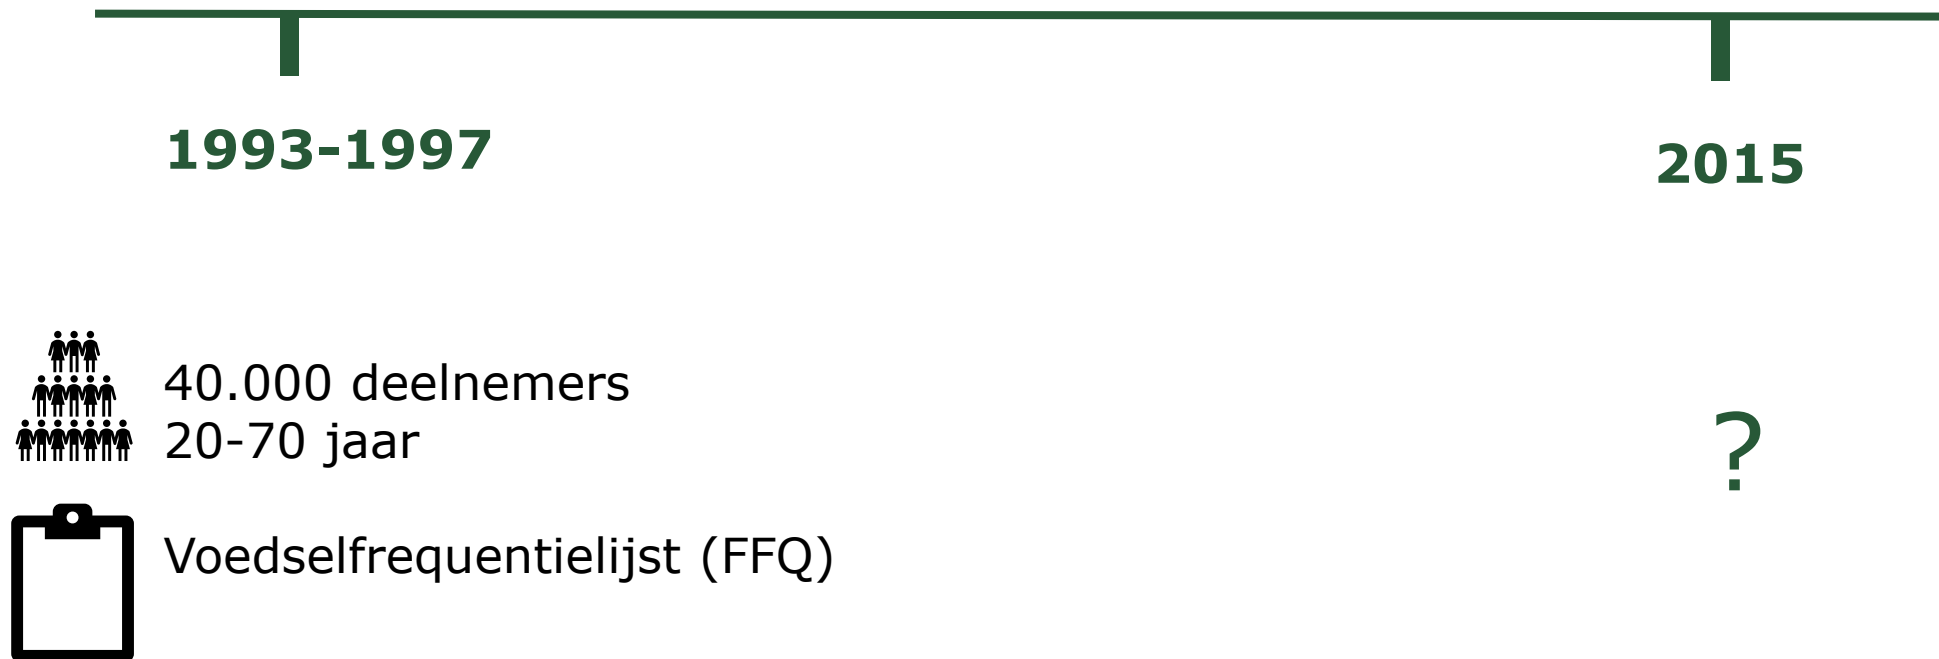 1993-1997
2015
40.000 deelnemers
20-70 jaar
?
Voedselfrequentielijst (FFQ)